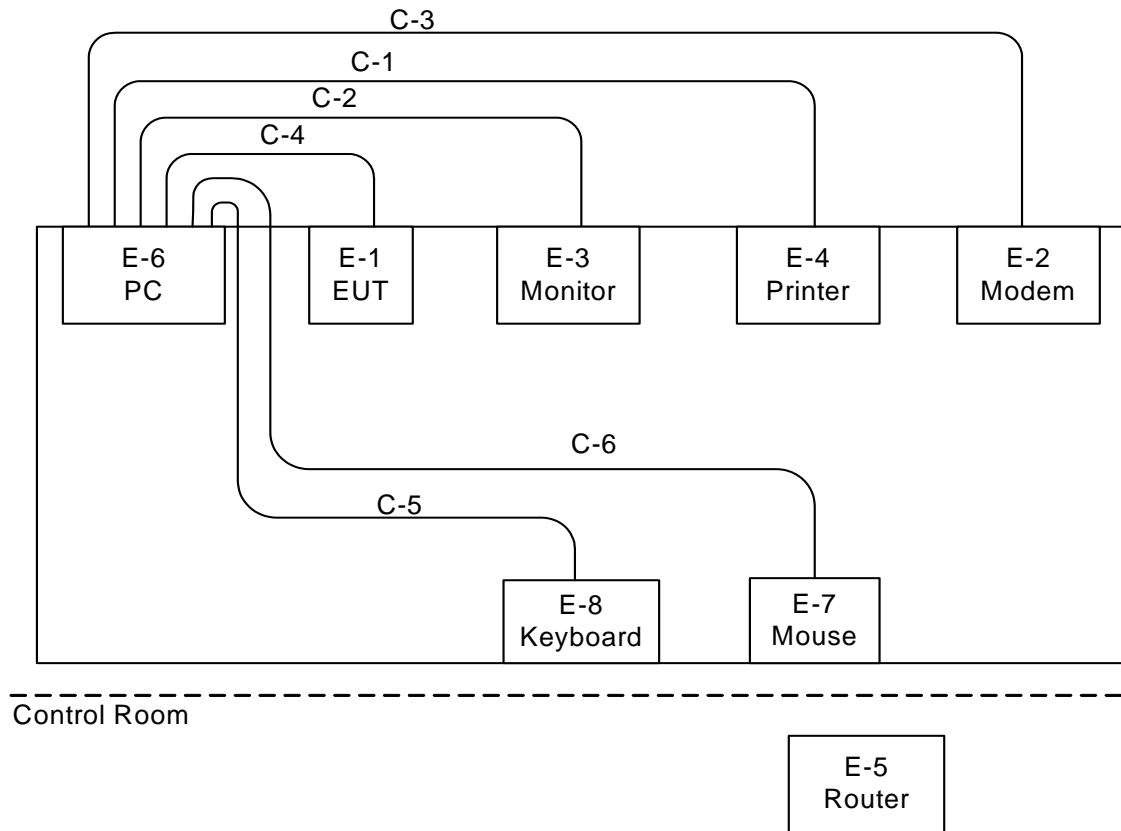 C-3
C-1
C-2
C-4
E-6
PC
E-1
EUT
E-3
Monitor
E-4
Printer
E-2
Modem
C-6
C-5
E-8
Keyboard
E-7
Mouse
Control Room
E-5
Router